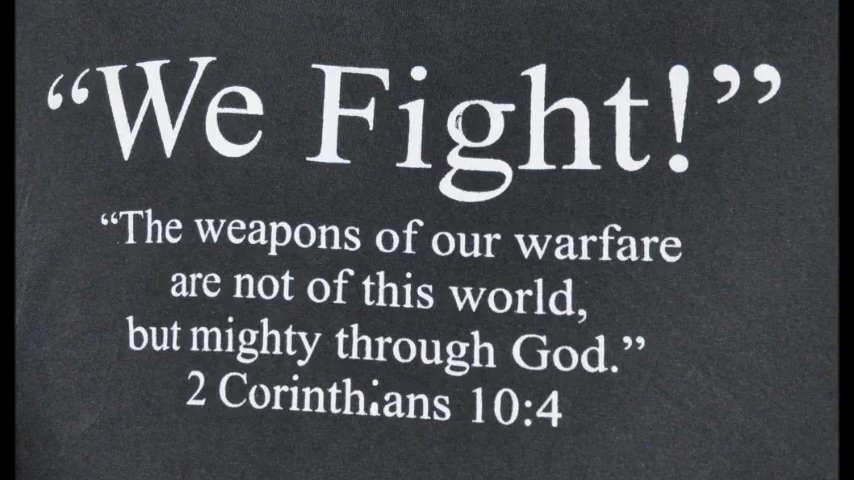 “We Fight!”
“The weapons of our warfare
are not of this world,
but mighty through God.”
2 Corinthians 10:4